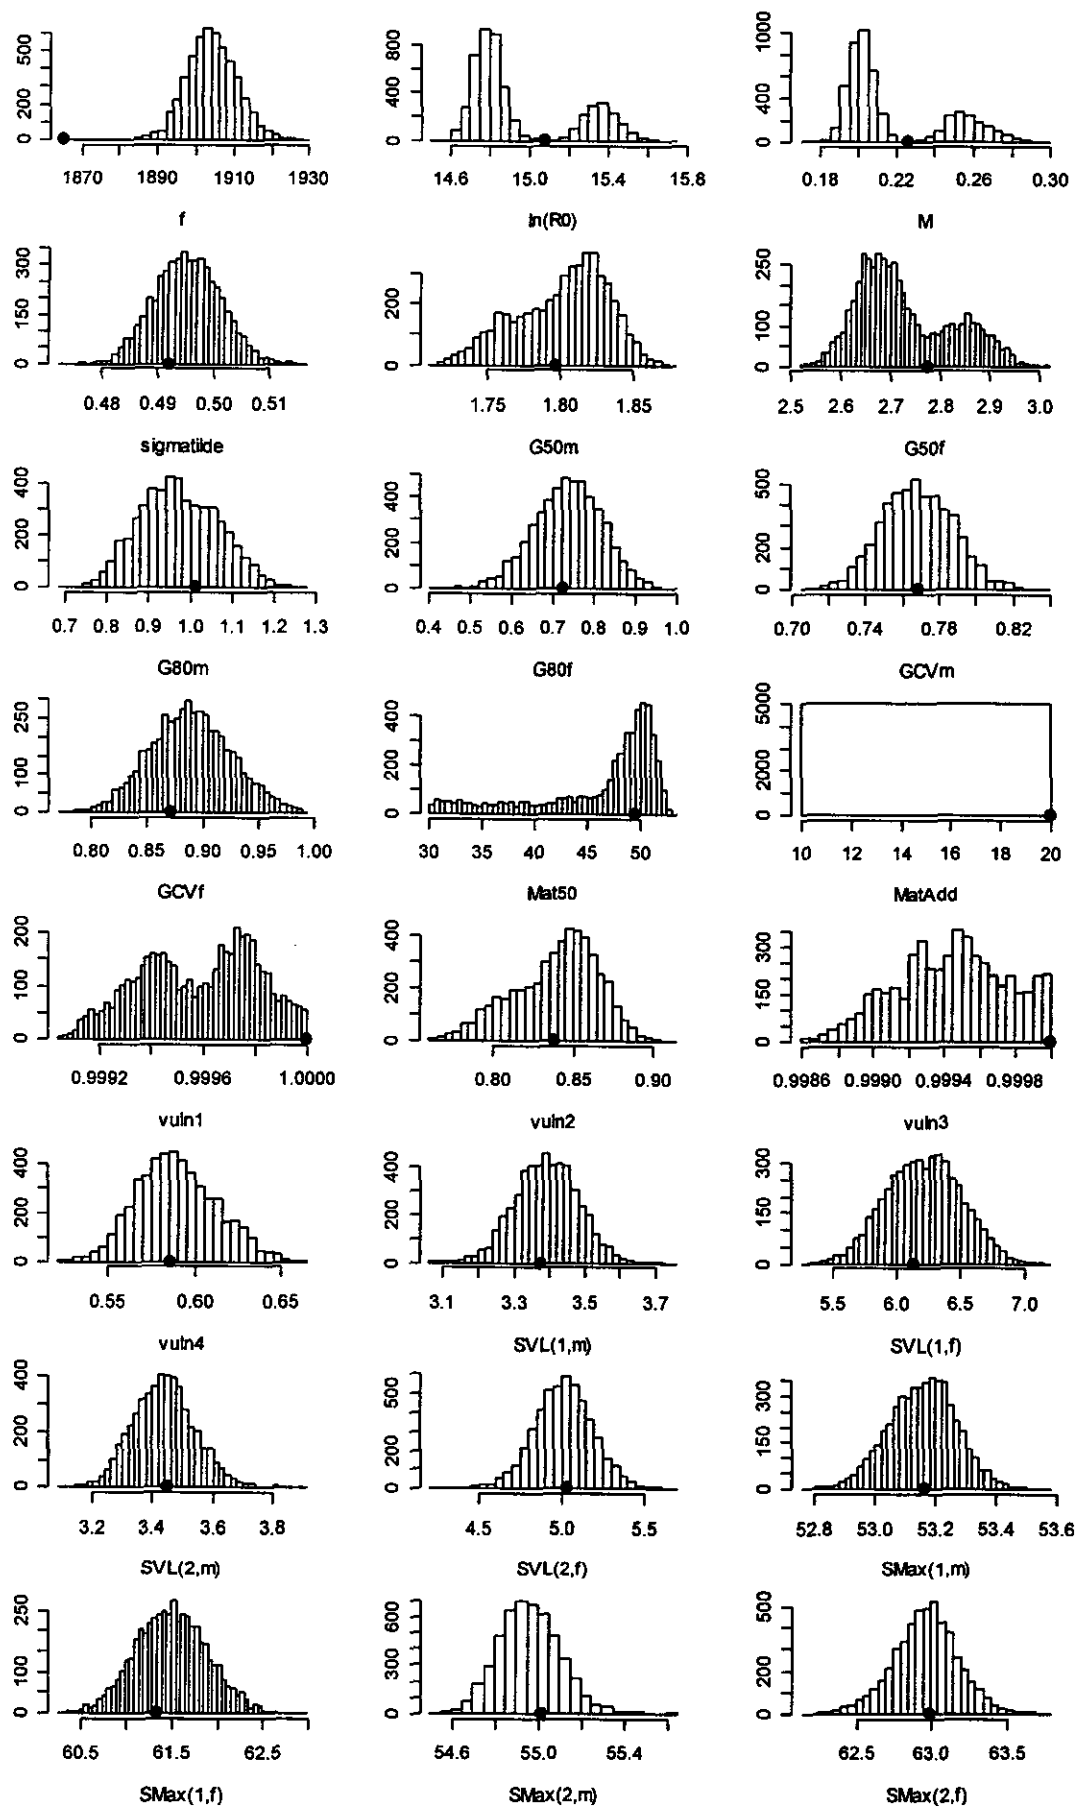 0 200 500
1870 1890 1910 1930
f
0 400 800
14.6 15.0 15.4 15.8
ln(R0)
0 400 1000
0.18 0.22 0.26 0.30
M
0 150 300
0.48 0.49 0.50 0.51
sigmatilde
0 200
1.75 1.80 1.85
G50m
0 100 250
2.5 2.6 2.7 2.8 2.9 3.0
G50f
0 200 400
0.7 0.8 0.9 1.0 1.1 1.2 1.3
G80m
0 200 400
0.4 0.5 0.6 0.7 0.8 0.9 1.0
G80f
0 200 500
0.70 0.74 0.78 0.82
GCVm
0 100 250
0.80 0.85 0.90 0.95 1.00
GCVf
0 200 400
30 35 40 45 50
Mat50
0 2000 5000
10 12 14 16 18 20
MatAdd
0 100 200
0.9992 0.9996 1.0000
vuln1
0 200 400
0.80 0.85 0.90
vuln2
0 150 300
0.9986 0.9990 0.9994 0.9998
vuln3
0 200 400
0.55 0.60 0.65
vuln4
0 200 400
3.1 3.3 3.5 3.7
SVL(1,m)
0 150 300
5.5 6.0 6.5 7.0
SVL(1,f)
0 200 400
3.2 3.4 3.6 3.8
SVL(2,m)
0 200 500
4.5 5.0 5.5
SVL(2,f)
0 150 300
52.8 53.0 53.2 53.4 53.6
SMax(1,m)
0 100 250
60.5 61.5 62.5
SMax(1,f)
0 300 600
54.6 55.0 55.4
SMax(2,m)
0 200 500
62.5 63.0 63.5
SMax(2,f)